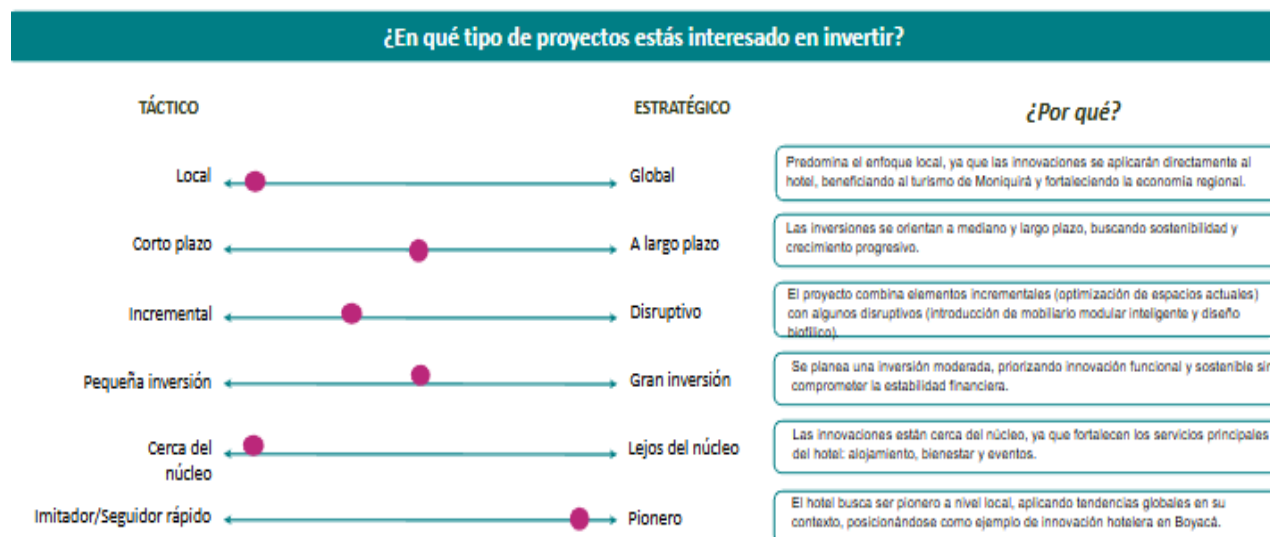 ¿En qué tipo de proyectos estás interesado en invertir?
TÁCTICO
ESTRATÉGICO
¿Por qué?
Local
Global
Predomina el enfoque local, ya que las innovaciones se aplicarán directamente al
hotel, beneficiando al turismo de Moniquirá y fortaleciendo la economía regional.
Corto plazo
A largo plazo
Las inversiones se orientan a mediano y largo plazo, buscando sostenibilidad y
crecimiento progresivo.
Incremental
Disruptivo
El proyecto combina elementos incrementales (optimización de espacios actuales)
con algunos disruptivos (introducción de mobiliario modular inteligente y diseño
biofílico).
Pequeña inversión
Gran inversión
Se planea una inversión moderada, priorizando innovación funcional y sostenible sin
comprometer la estabilidad financiera.
Cerca del
núcleo
Lejos del núcleo
Las innovaciones están cerca del núcleo, ya que fortalecen los servicios principales
del hotel: alojamiento, bienestar y eventos.
Imitador/Seguidor rápido
Pionero
El hotel busca ser pionero a nivel local, aplicando tendencias globales en su
contexto, posicionándose como ejemplo de innovación hotelera en Boyacá.